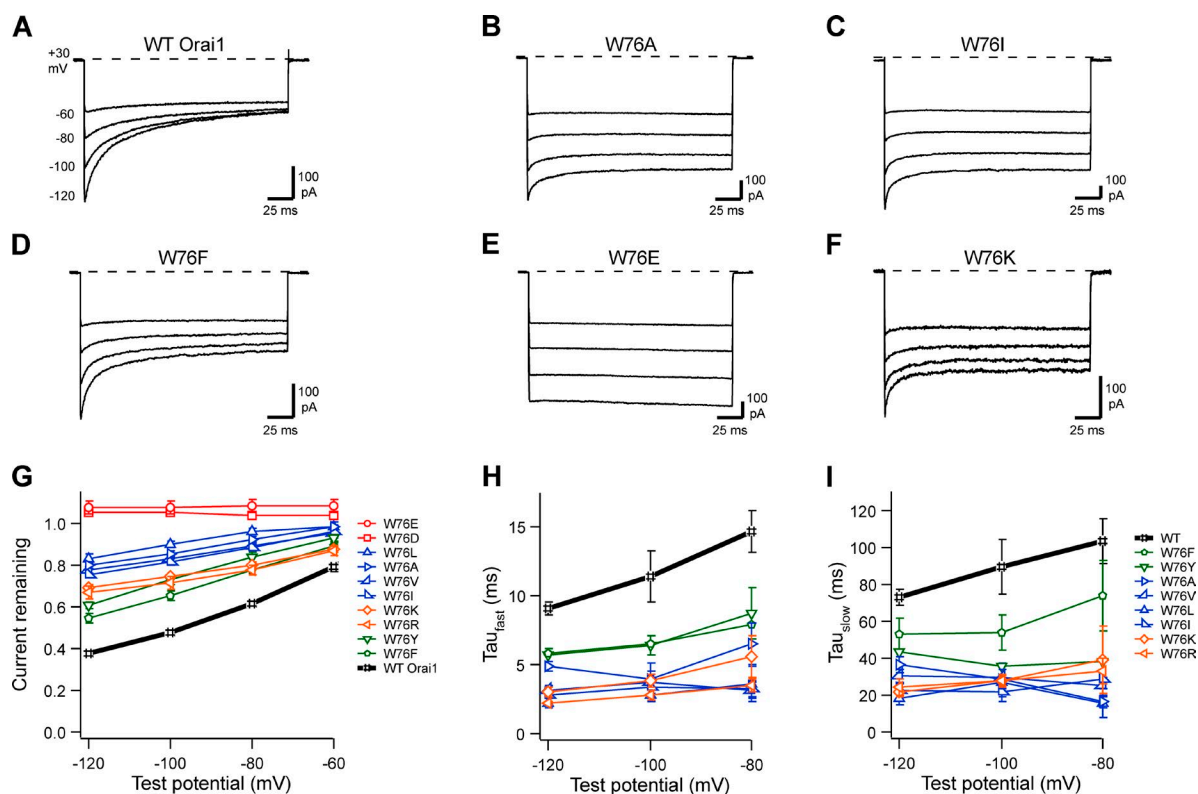 A
WT Orai1
+30
mV
-60
-80
-100
-120
100
pA
25 ms
B
W76A
100
pA
25 ms
C
W76I
100
pA
25 ms
D
W76F
100
pA
25 ms
E
W76E
100
pA
25 ms
F
W76K
100
pA
25 ms
G
Current remaining
1.0
0.8
0.6
0.4
0.2
0.0
-120 -100 -80 -60
Test potential (mV)
W76E
W76D
W76L
W76A
W76V
W76I
W76K
W76R
W76Y
W76F
WT Orai1
H
Taufast (ms)
15
10
5
0
-120 -100 -80
Test potential (mV)
I
Tauslow (ms)
120
100
80
60
40
20
0
-120 -100 -80
Test potential (mV)
WT
W76F
W76Y
W76A
W76V
W76L
W76I
W76K
W76R